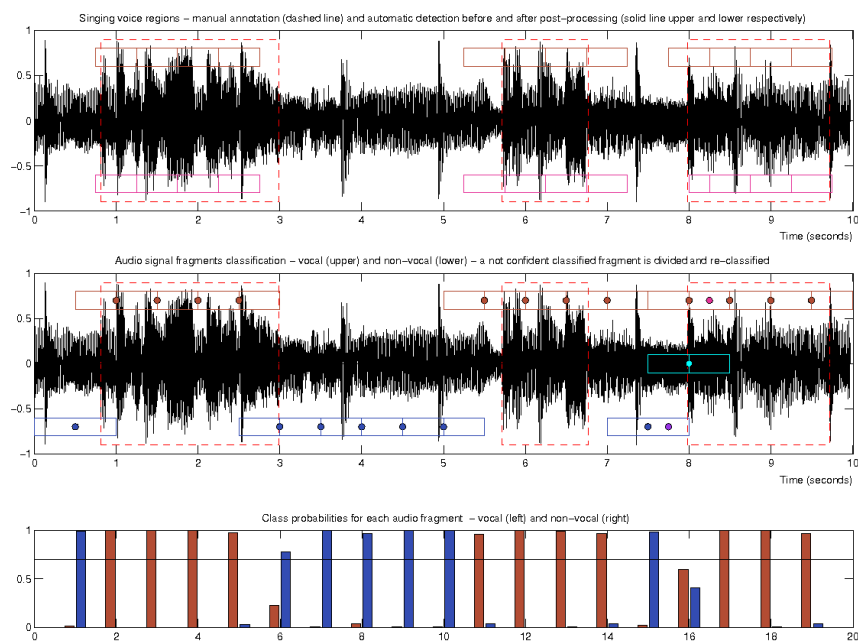 Singing voice regions - manual annotation (dashed line) and automatic detection before and after post-processing (solid line upper and lower respectively)
1
0.5
0
-0.5
-1
0 1 2 3 4 5 6 7 8 9 10
Time (seconds)
Audio signal fragments classification - vocal (upper) and non-vocal (lower) - a not confident classified fragment is divided and re-classified
1
0.5
0
-0.5
-1
0 1 2 3 4 5 6 7 8 9 10
Time (seconds)
Class probabilities for each audio fragment - vocal (left) and non-vocal (right)
1
0.5
0
0 2 4 6 8 10 12 14 16 18 20